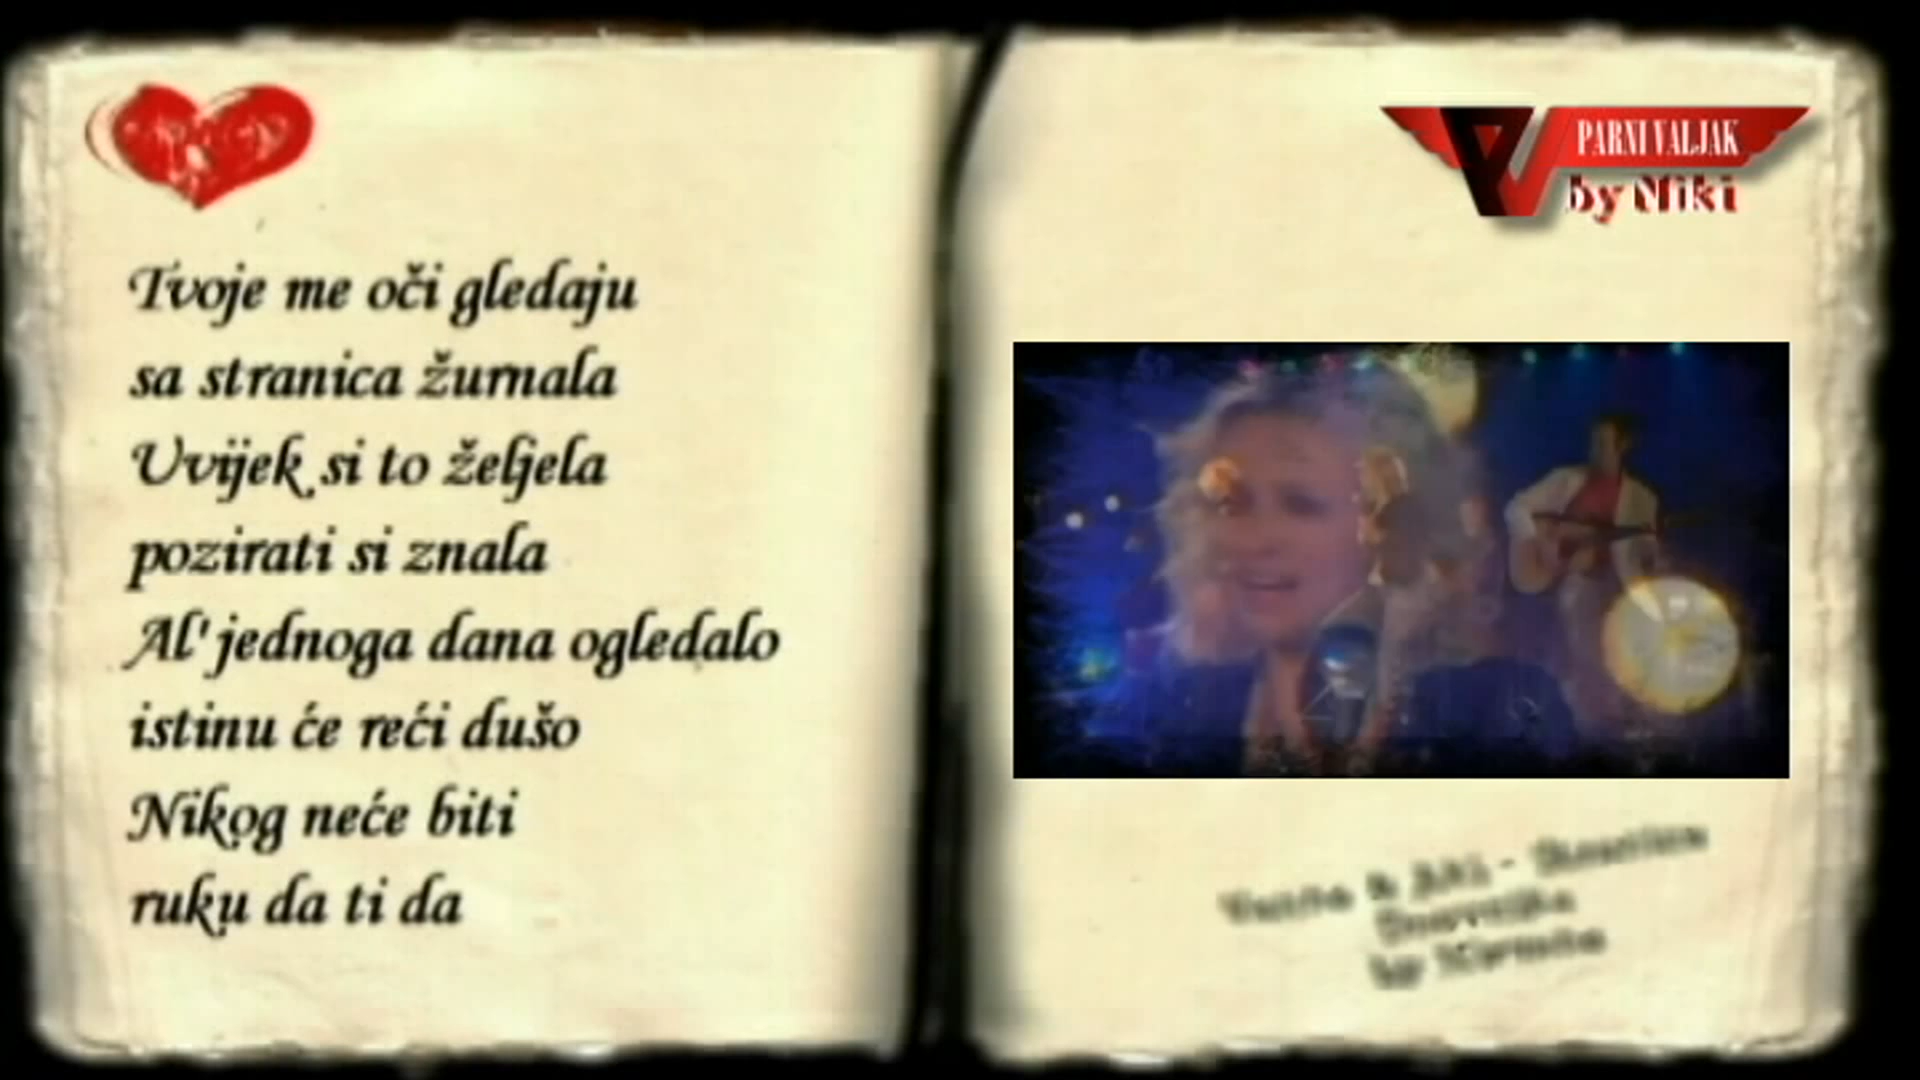 Tvoje me oči gledaju
sa stranica žurnala
Uvijek si to željela
pozirati si znala
Al' jednoga dana ogledalo
istinu će reći dušo
Nikog neće biti
ruku da ti da
PARNI VALJAK
by Niki